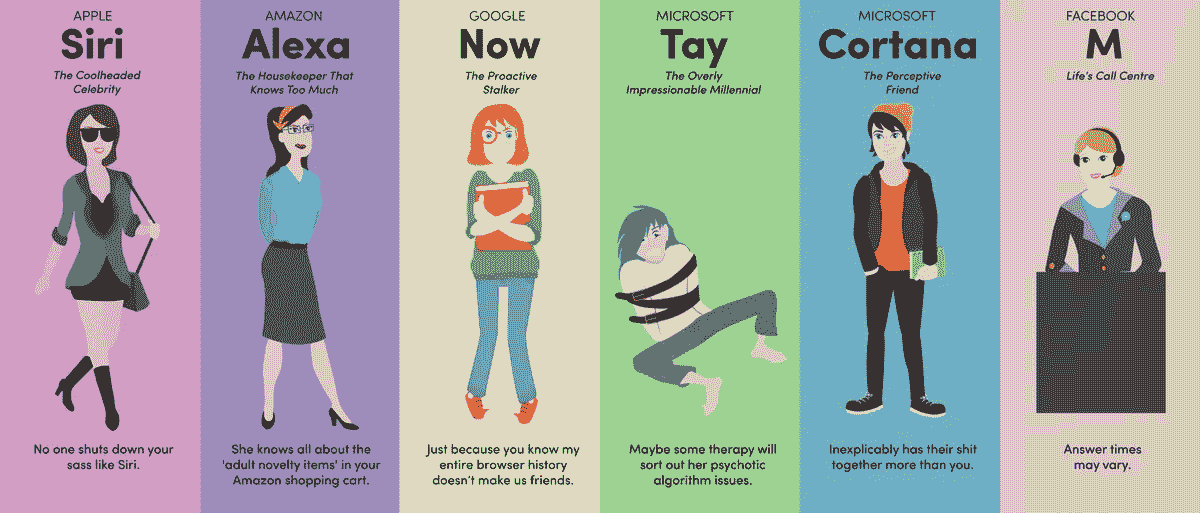 APPLE
Siri
The Coolheaded
Celebrity
No one shuts down your
sass like Siri.
AMAZON
Alexa
The Housekeeper That
Knows Too Much
She knows all about the
'adult novelty items' in your
Amazon shopping cart.
GOOGLE
Now
The Proactive
Stalker
Just because you know my
entire browser history
doesn't make us friends.
MICROSOFT
Tay
The Overly
Impressionable Millennial
Maybe some therapy will
sort out her psychotic
algorithm issues.
MICROSOFT
Cortana
The Perceptive
Friend
Inexplicably has their shit
together more than you.
FACEBOOK
M
Life's Call Centre
Answer times
may vary.